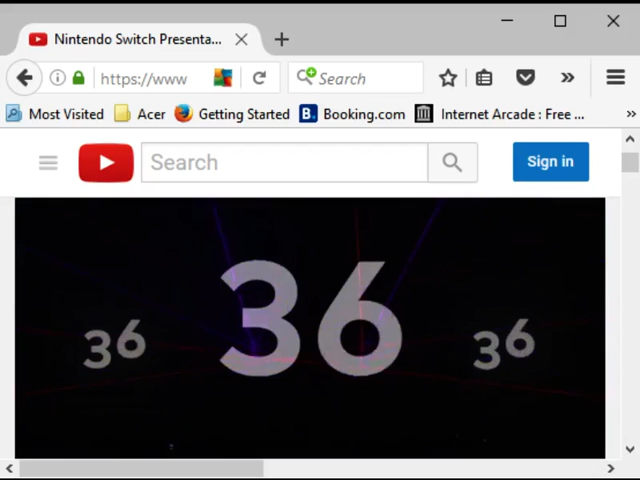 Nintendo Switch Presenta...
https://www
Search
Most Visited Acer Getting Started B. Booking.com Internet Arcade : Free ...
Search Sign in
36 36 36